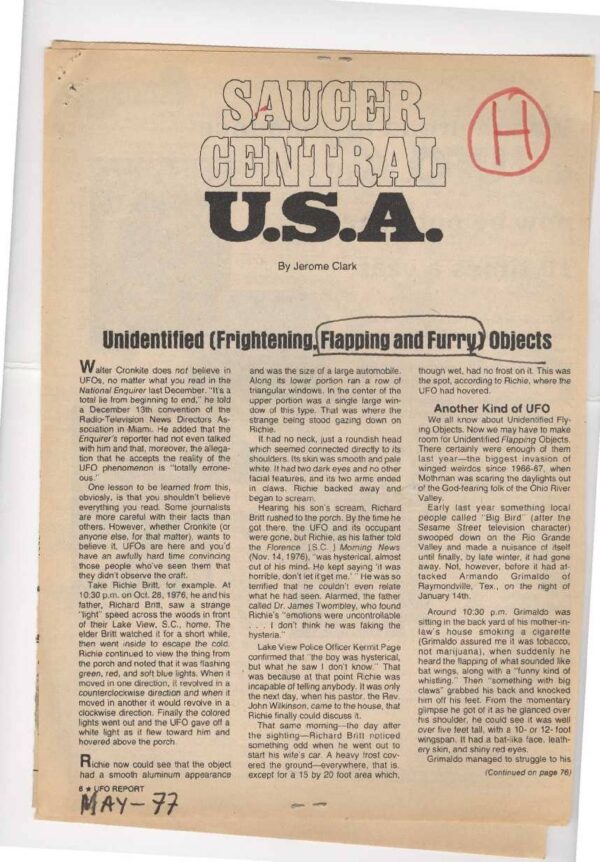 SAUCER
CENTRAL
U.S.A.
H
By Jerome Clark
Unidentified (Frightening, Flapping and Furry) Objects
Walter Cronkite does not believe in
UFOs, no matter what you read in the
National Enquirer last December. "It's a
total lie from beginning to end," he told
a December 13th convention of the
Radio-Television News Directors As-
sociation in Miami. He added that the
Enquirer's reporter had not even talked
with him and that, moreover, the allega-
tion that he accepts the reality of the
UFO phenomenon is "totally errone-
ous."
One lesson to be learned from this,
obviously, is that you shouldn't believe
everything you read. Some journalists
are more careful with their facts than
others. However, whether Cronkite (or
anyone else, for that matter), wants to
believe it, UFOs are here and you'd
have an awfully hard time convincing
those people who've seen them that
they didn't observe the craft.
Take Richie Britt, for example. At
10:30 p.m. on Oct. 28, 1976, he and his
father, Richard Britt, saw a strange
"light" speed across the woods in front
of their Lake View, S.C., home. The
elder Britt watched it for a short while,
then went inside to escape the cold.
Richie continued to view the thing from
the porch and noted that it was flashing
green, red, and soft blue lights. When it
moved in one direction, it revolved in a
counterclockwise direction and when it
moved in another it would revolve in a
clockwise direction. Finally the colored
lights went out and the UFO gave off a
white light as it flew toward him and
hovered above the porch.
Richie now could see that the object
had a smooth aluminum appearance
and was the size of a large automobile.
Along its lower portion ran a row of
triangular windows. In the center of the
upper portion was a single large win-
dow of this type. That was where the
strange being stood gazing down on
Richie.
It had no neck, just a roundish head
which seemed connected directly to its
shoulders. Its skin was smooth and pale
white. It had two dark eyes and no other
facial features, and its two arms ended
in claws. Richie backed away and
began to scream.
Hearing his son's scream, Richard
Britt rushed to the porch. By the time he
got there, the UFO and its occupant
were gone, but Richie, as his father told
the Florence [S.C.] Morning News
(Nov. 14, 1976), "was hysterical, almost
out of his mind. He kept saying 'it was
horrible, don't let it get me.' " He was so
terrified that he couldn't even relate
what he had seen. Alarmed, the father
called Dr. James Twombley, who found
Richie's "emotions were uncontrollable
. . . . I don't think he was faking the
hysteria."
Lake View Police Officer Kermit Page
confirmed that "the boy was hysterical,
but what he saw I don't know." That
was because at that point Richie was
incapable of telling anybody. It was only
the next day, when his pastor, the Rev.
John Wilkinson, came to the house, that
Richie finally could discuss it.
That same morning—the day after
the sighting—Richard Britt noticed
something odd when he went out to
start his wife's car. A heavy frost cov-
ered the ground—everywhere, that is,
except for a 15 by 20 foot area which,
though wet, had no frost on it. This was
the spot, according to Richie, where the
UFO had hovered.
Another Kind of UFO
We all know about Unidentified Fly-
ing Objects. Now we may have to make
room for Unidentified Flapping Objects.
There certainly were enough of them
last year—the biggest invasion of
winged weirdos since 1966-67, when
Mothman was scaring the daylights out
of the God-fearing folk of the Ohio River
Valley.
Early last year something local
people called "Big Bird" (after the
Sesame Street television character)
swooped down on the Rio Grande
Valley and made a nuisance of itself
until finally, by late winter, it had gone
away. Not, however, before it had at-
tacked Armando Grimaldo of
Raymondville, Tex., on the night of
January 14th.
Around 10:30 p.m. Grimaldo was
sitting in the back yard of his mother-in-
law's house smoking a cigarette
(Grimaldo assured me it was tobacco,
not marijuana), when suddenly he
heard the flapping of what sounded like
bat wings, along with a "funny kind of
whistling." Then "something with big
claws" grabbed his back and knocked
him off his feet. From the momentary
glimpse he got of it as he glanced over
his shoulder, he could see it was well
over five feet tall, with a 10- or 12- foot
wingspan. It had a bat-like face, leath-
ery skin, and shiny red eyes.
Grimaldo managed to struggle to his
(Continued on page 76)
6 ★ UFO REPORT
MAY-77